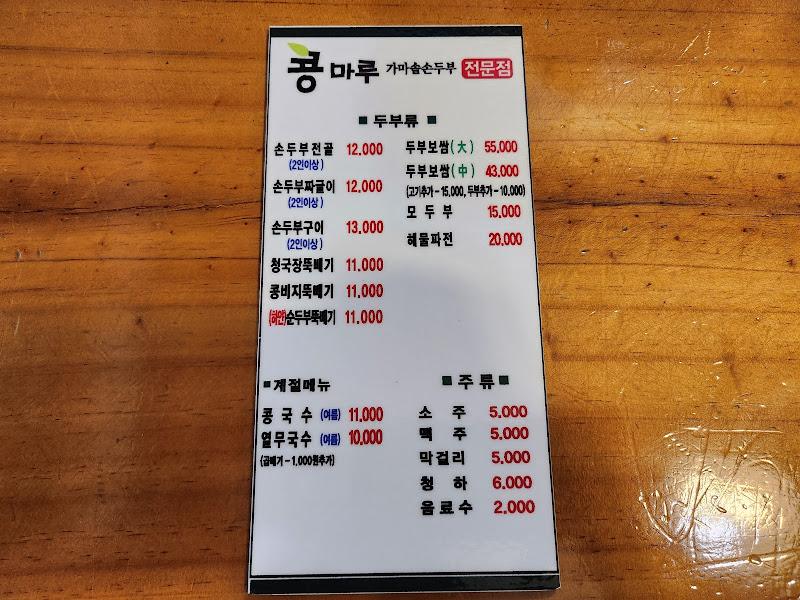 콩마루 가마솥손두부 전문점
■ 두부류 ■
손두부전골 12,000
(2인이상)
손두부짜글이 12,000
(2인이상)
손두부구이 13,000
(2인이상)
청국장뚝빼기 11,000
콩비지뚝빼기 11,000
(하얀)순두부뚝빼기 11,000
두부보쌈(大) 55,000
두부보쌈(中) 43,000
(고기추가-15,000, 두부추가-10,000)
모두부 15,000
해물파전 20,000
■계절메뉴
콩국수 (여름) 11,000
열무국수 (여름) 10,000
(곱빼기-1,000원추가)
■ 주류 ■
소주 5,000
맥주 5,000
막걸리 5,000
청하 6,000
음료수 2,000